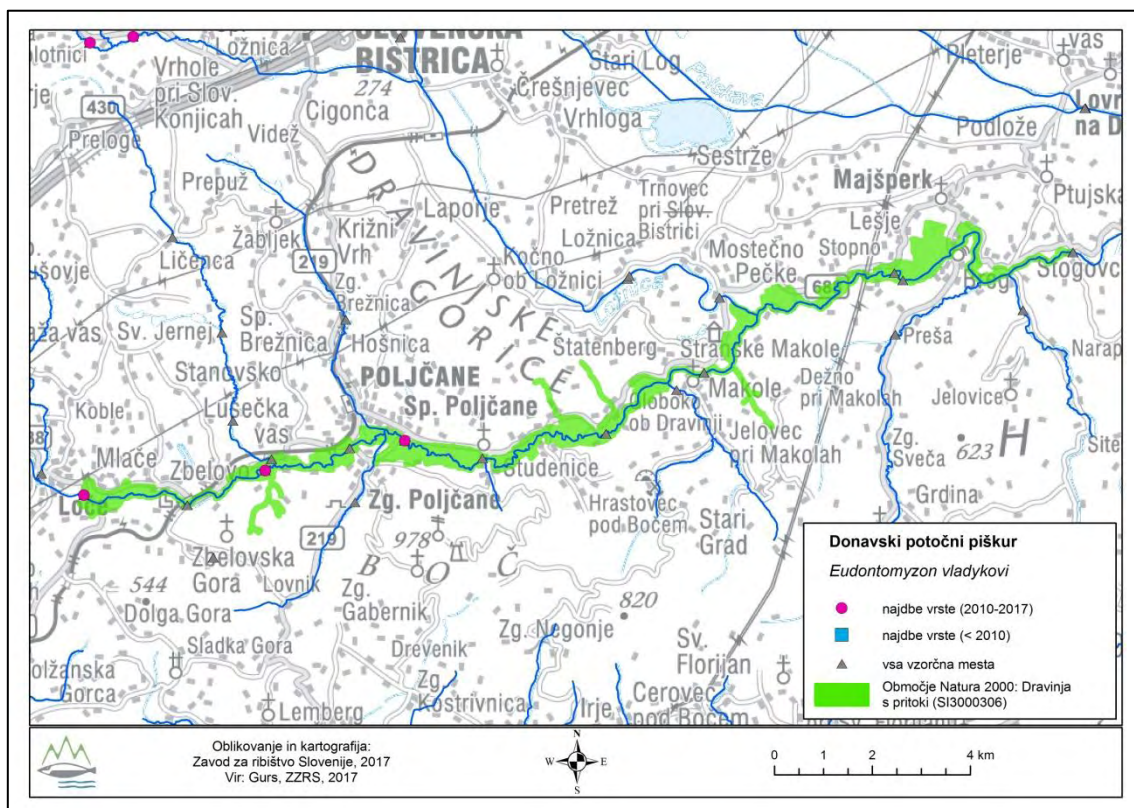 SLOVENSKA
BISTRICA
Ložnica
Vrhole
pri Slov.
Konjicah
274
Stari Log
Pleterje
vas
Črešnjevec
Cigonca
Vrhloga
430
Preloge
Videž
Podlože
na D
Sestrže
Prepuž
DRAVINJSKE
GORICE
Laporje
Pretrež
Trnovec
pri Slov.
Bistrici
Majšperk
Ptujska
Lešje
Žabljek
Križni
Vrh
Ložnica
Mostečno
Stopno
Ličenca
219
ob Ložnici
Pečke
Stogovci
Zg.
Brežnica
Sv. Jernej
Sp.
Brežnica
Hošnica
Štatenberg
Stranske Makole
Preša
Stanovsko
POLJČANE
Sp. Poljčane
Makole
Dežno
pri Makolah
Jelovice
Koble
Lušečka
vas
ob Dravinji
623
H
Mlače
Zbelovo
Studenice
Jelovec
pri Makolah
Zg.
Sveča
Loče
Zg. Poljčane
Hrastovec
pod Bočem
Grdina
978
Stari
Grad
Zbelovska
Gora
219
BOČ
544
Lovnik
Dolga Gora
Zg.
Gabernik
820
Zg. Negonje
Sladka Gora
Sv.
Florijan
Drevenik
Gorca
Zg.
Kostrivnica
Lemberg
Irje
Cerovec
pod Bočem
Donavski potočni piškur
Eudontomyzon vladykovi
najdbe vrste (2010-2017)
najdbe vrste (< 2010)
vsa vzorčna mesta
Območje Natura 2000: Dravinja
s pritoki (SI3000306)
Oblikovanje in kartografija:
Zavod za ribištvo Slovenije, 2017
Vir: Gurs, ZZRS, 2017
N
W E
S
0 1 2 4 km